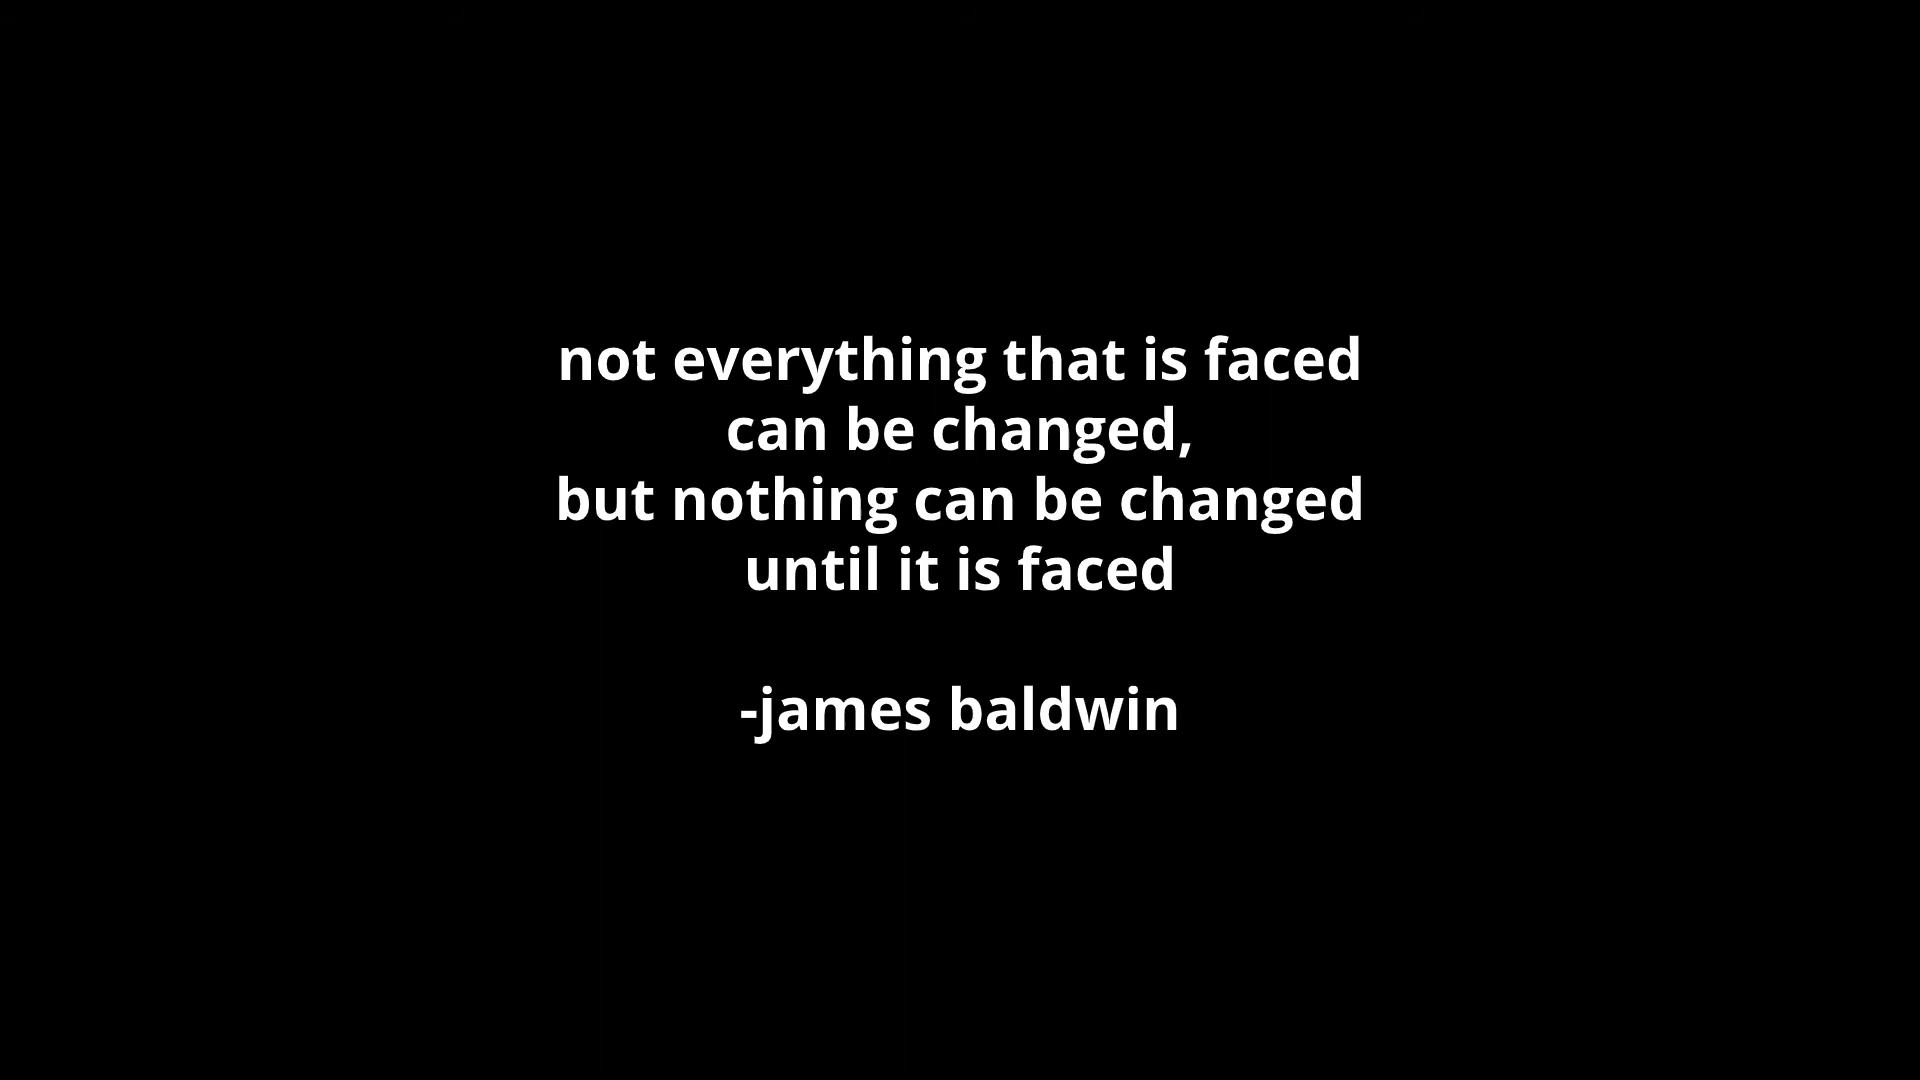 not everything that is faced
can be changed,
but nothing can be changed
until it is faced
-james baldwin